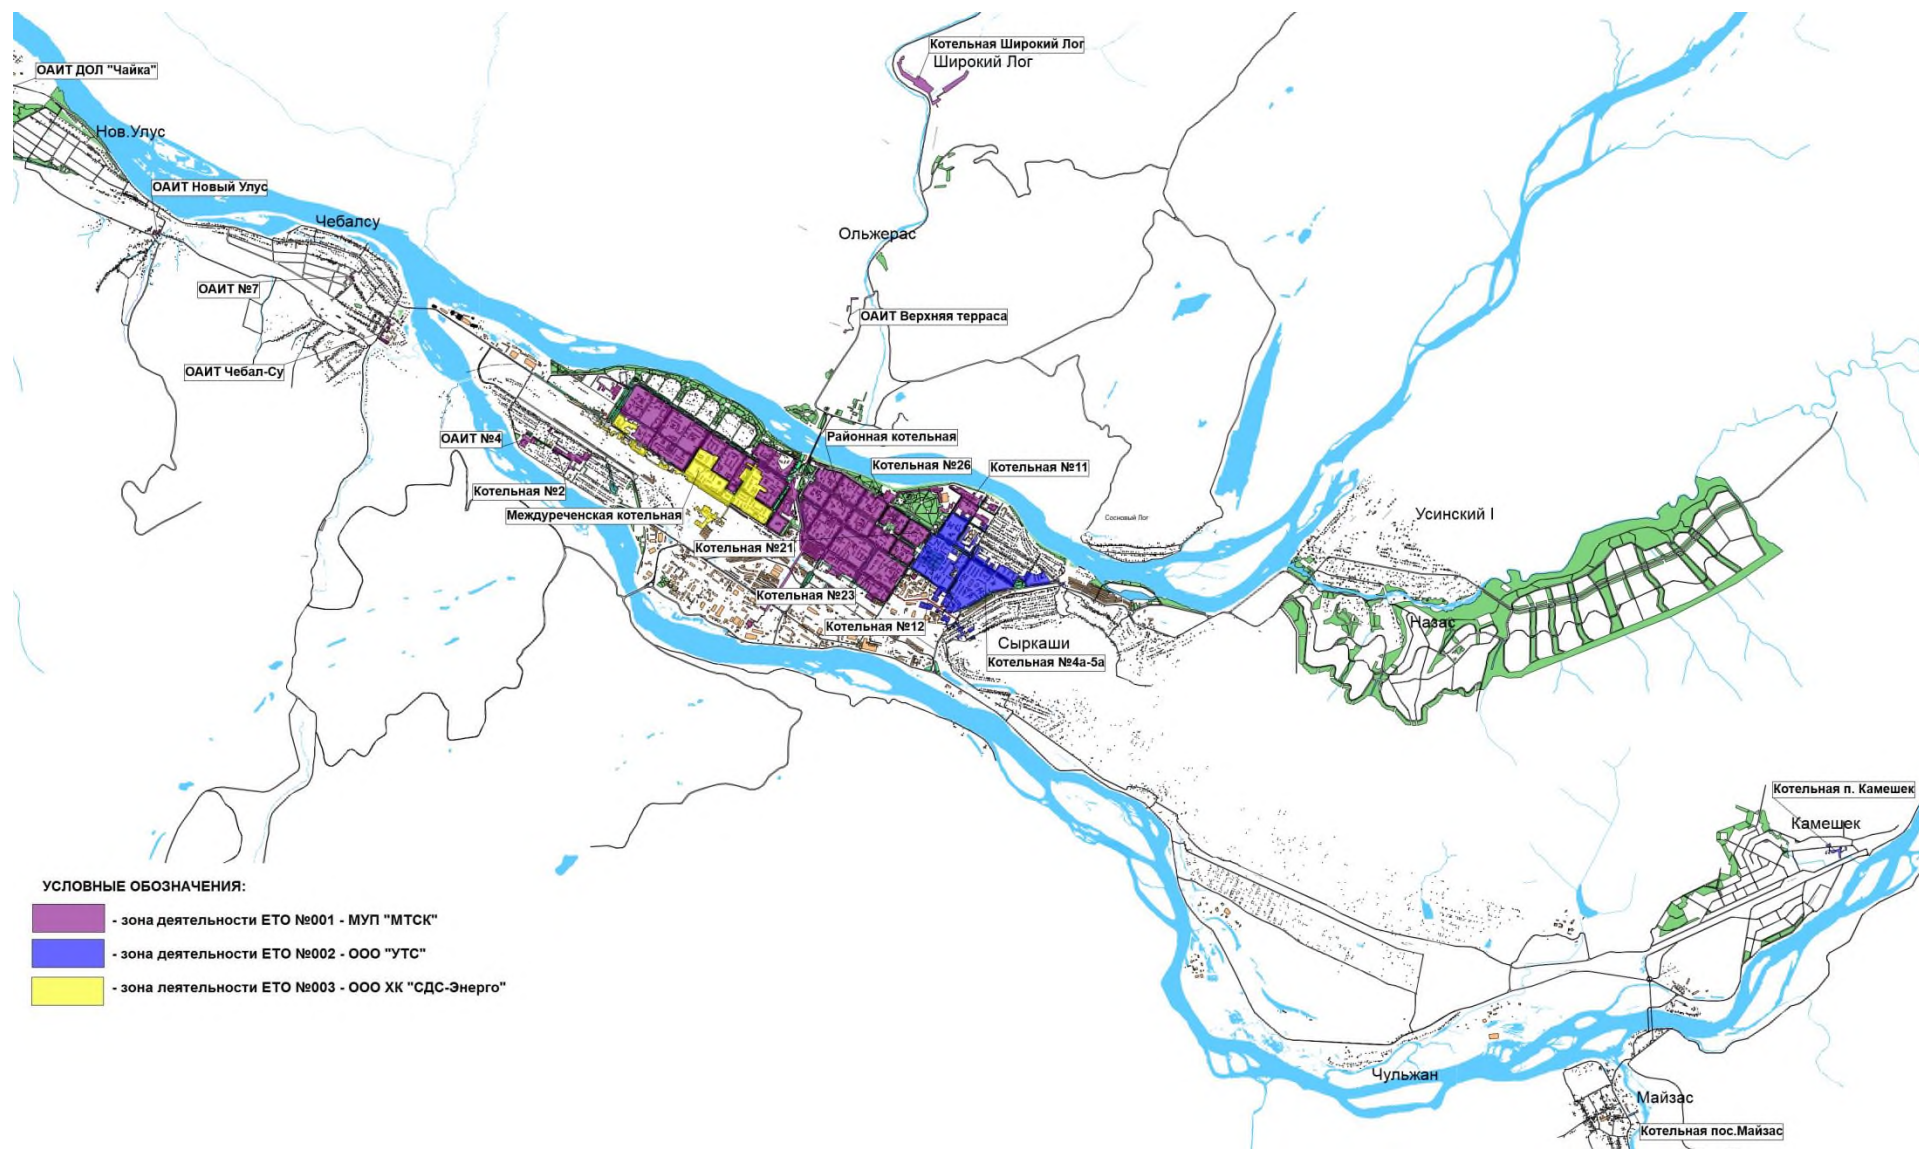 Котельная Широкий Лог
Широкий Лог
ОАИТ ДОЛ "Чайка"
Нов.Улус
ОАИТ Новый Улус
Чебалсу
Ольжерас
ОАИТ №7
ОАИТ Верхняя терраса
ОАИТ Чебал-Су
ОАИТ №4
Районная котельная
Котельная №26
Котельная №11
Котельная №2
Междуреченская котельная
Сосновый Лог
Усинский I
Котельная №21
Котельная №23
Котельная №12
Назас
Сыркаши
Котельная №4а-5а
Котельная п. Камешек
Камешек
УСЛОВНЫЕ ОБОЗНАЧЕНИЯ:
- зона деятельности ЕТО №001 - МУП "МТСК"
- зона деятельности ЕТО №002 - ООО "УТС"
- зона леятельности ЕТО №003 - ООО ХК "СДС-Энерго"
Чульжан
Майзас
Котельная пос.Майзас